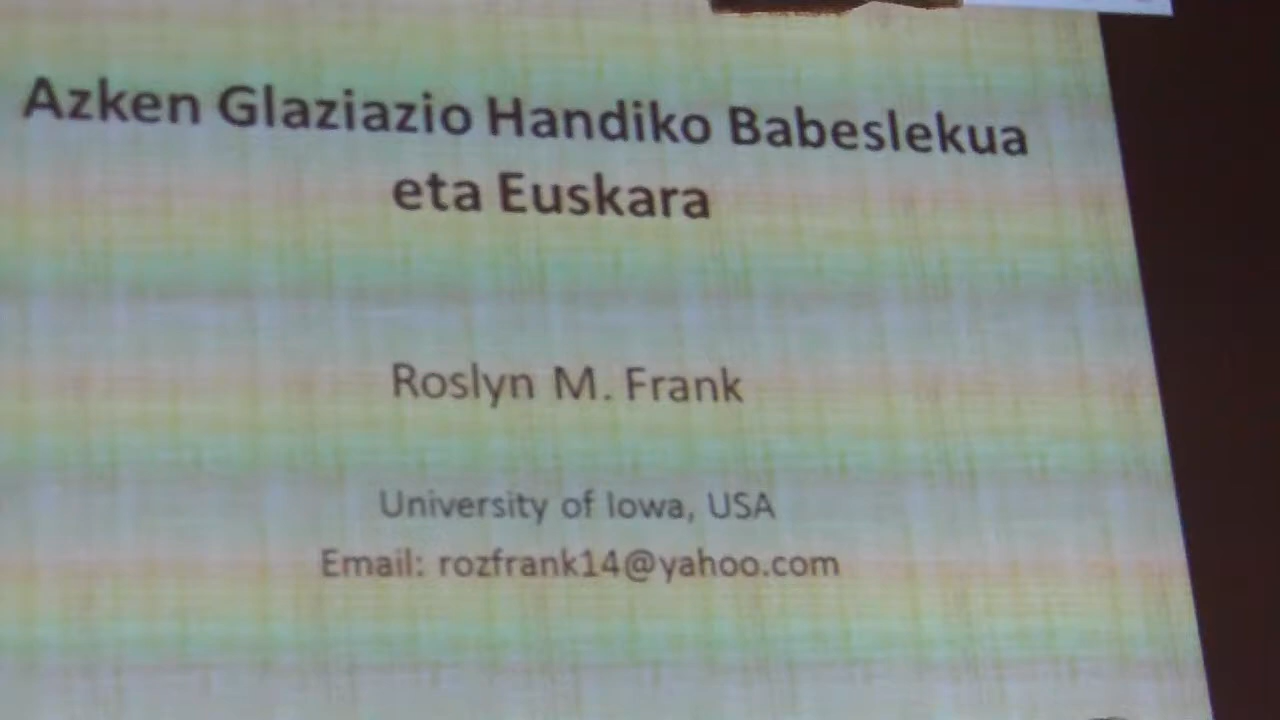 Azken Glaziazio Handiko Babeslekua
eta Euskara
Roslyn M. Frank
University of Iowa, USA
Email: rozfrank14@yahoo.com